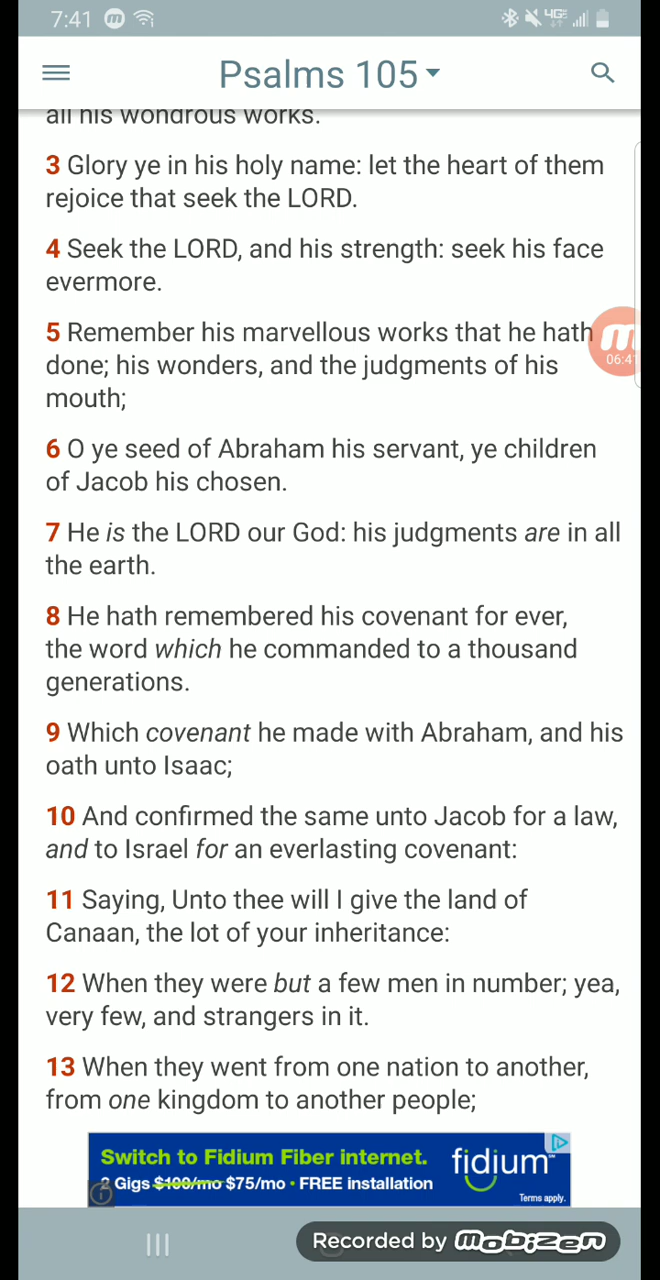 7:41
4GE
Psalms 105
all his wondrous works.
3 Glory ye in his holy name: let the heart of them
rejoice that seek the LORD.
4 Seek the LORD, and his strength: seek his face
evermore.
5 Remember his marvellous works that he hath
done; his wonders, and the judgments of his
mouth;
6 O ye seed of Abraham his servant, ye children
of Jacob his chosen.
7 He is the LORD our God: his judgments are in all
the earth.
8 He hath remembered his covenant for ever,
the word which he commanded to a thousand
generations.
9 Which covenant he made with Abraham, and his
oath unto Isaac;
10 And confirmed the same unto Jacob for a law,
and to Israel for an everlasting covenant:
11 Saying, Unto thee will I give the land of
Canaan, the lot of your inheritance:
12 When they were but a few men in number; yea,
very few, and strangers in it.
13 When they went from one nation to another,
from one kingdom to another people;
Switch to Fidium Fiber internet.
2 Gigs $100/mo $75/mo • FREE installation
fidium
Terms apply.
Recorded by mobizen